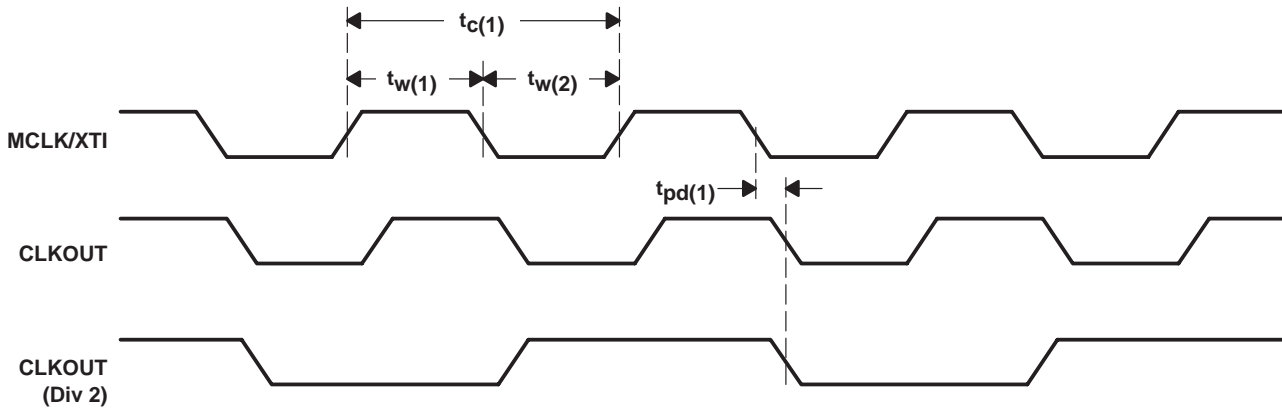 tc(1)
tw(1) tw(2)
MCLK/XTI
tpd(1)
CLKOUT
CLKOUT
(Div 2)